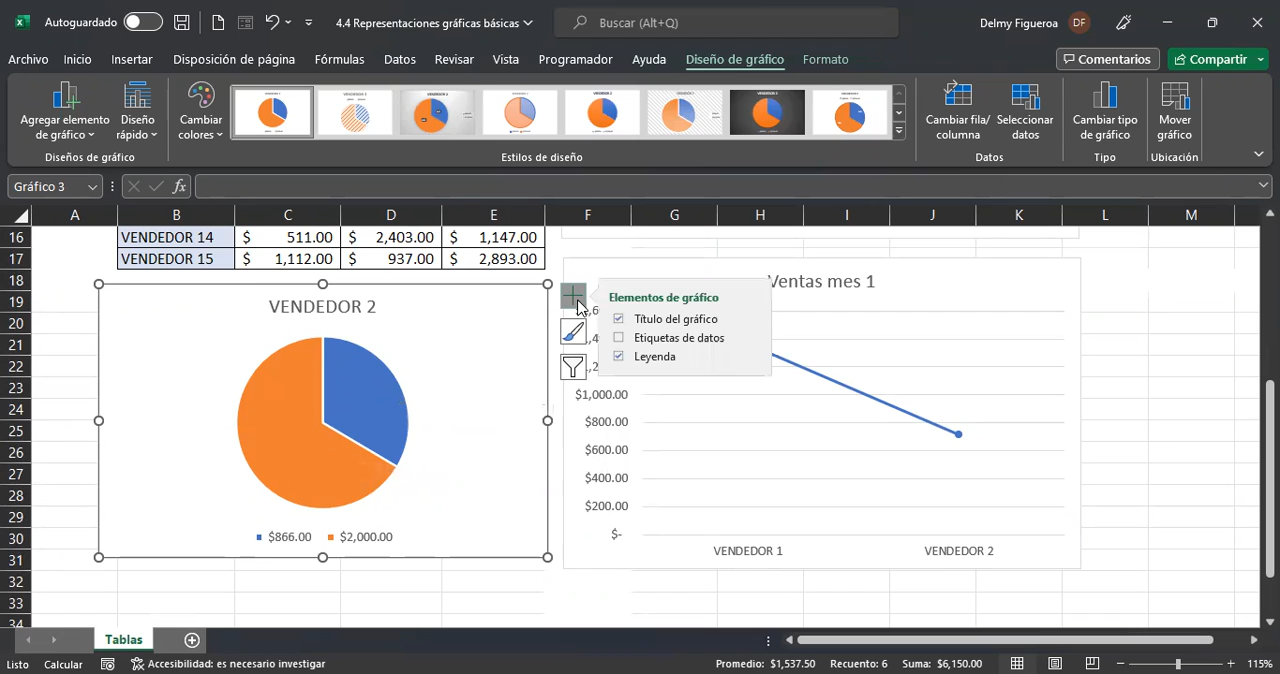 Autoguardado
4.4 Representaciones gráficas básicas
Buscar (Alt+Q)
Delmy Figueroa
DF
Archivo Inicio Insertar Disposición de página Fórmulas Datos Revisar Vista Programador Ayuda Diseño de gráfico Formato
Comentarios
Compartir
Agregar elemento de gráfico
Diseño rápido
Diseños de gráfico
Cambiar colores
Estilos de diseño
Cambiar fila/columna
Seleccionar datos
Datos
Cambiar tipo de gráfico
Tipo
Mover gráfico
Ubicación
Gráfico 3
fx
A B C D E F G H I J K L M
16 VENDEDOR 14 $ 511.00 $ 2,403.00 $ 1,147.00
17 VENDEDOR 15 $ 1,112.00 $ 937.00 $ 2,893.00
18
19
20
21
22
23
24
25
26
27
28
29
30
31
32
33
34
VENDEDOR 2
$866.00 $2,000.00
Elementos de gráfico
Título del gráfico
Etiquetas de datos
Leyenda
Ventas mes 1
$1,000.00
$800.00
$600.00
$400.00
$200.00
$-
VENDEDOR 1 VENDEDOR 2
Tablas
Listo Calcular Accesibilidad: es necesario investigar Promedio: $1,537.50 Recuento: 6 Suma: $6,150.00 115%